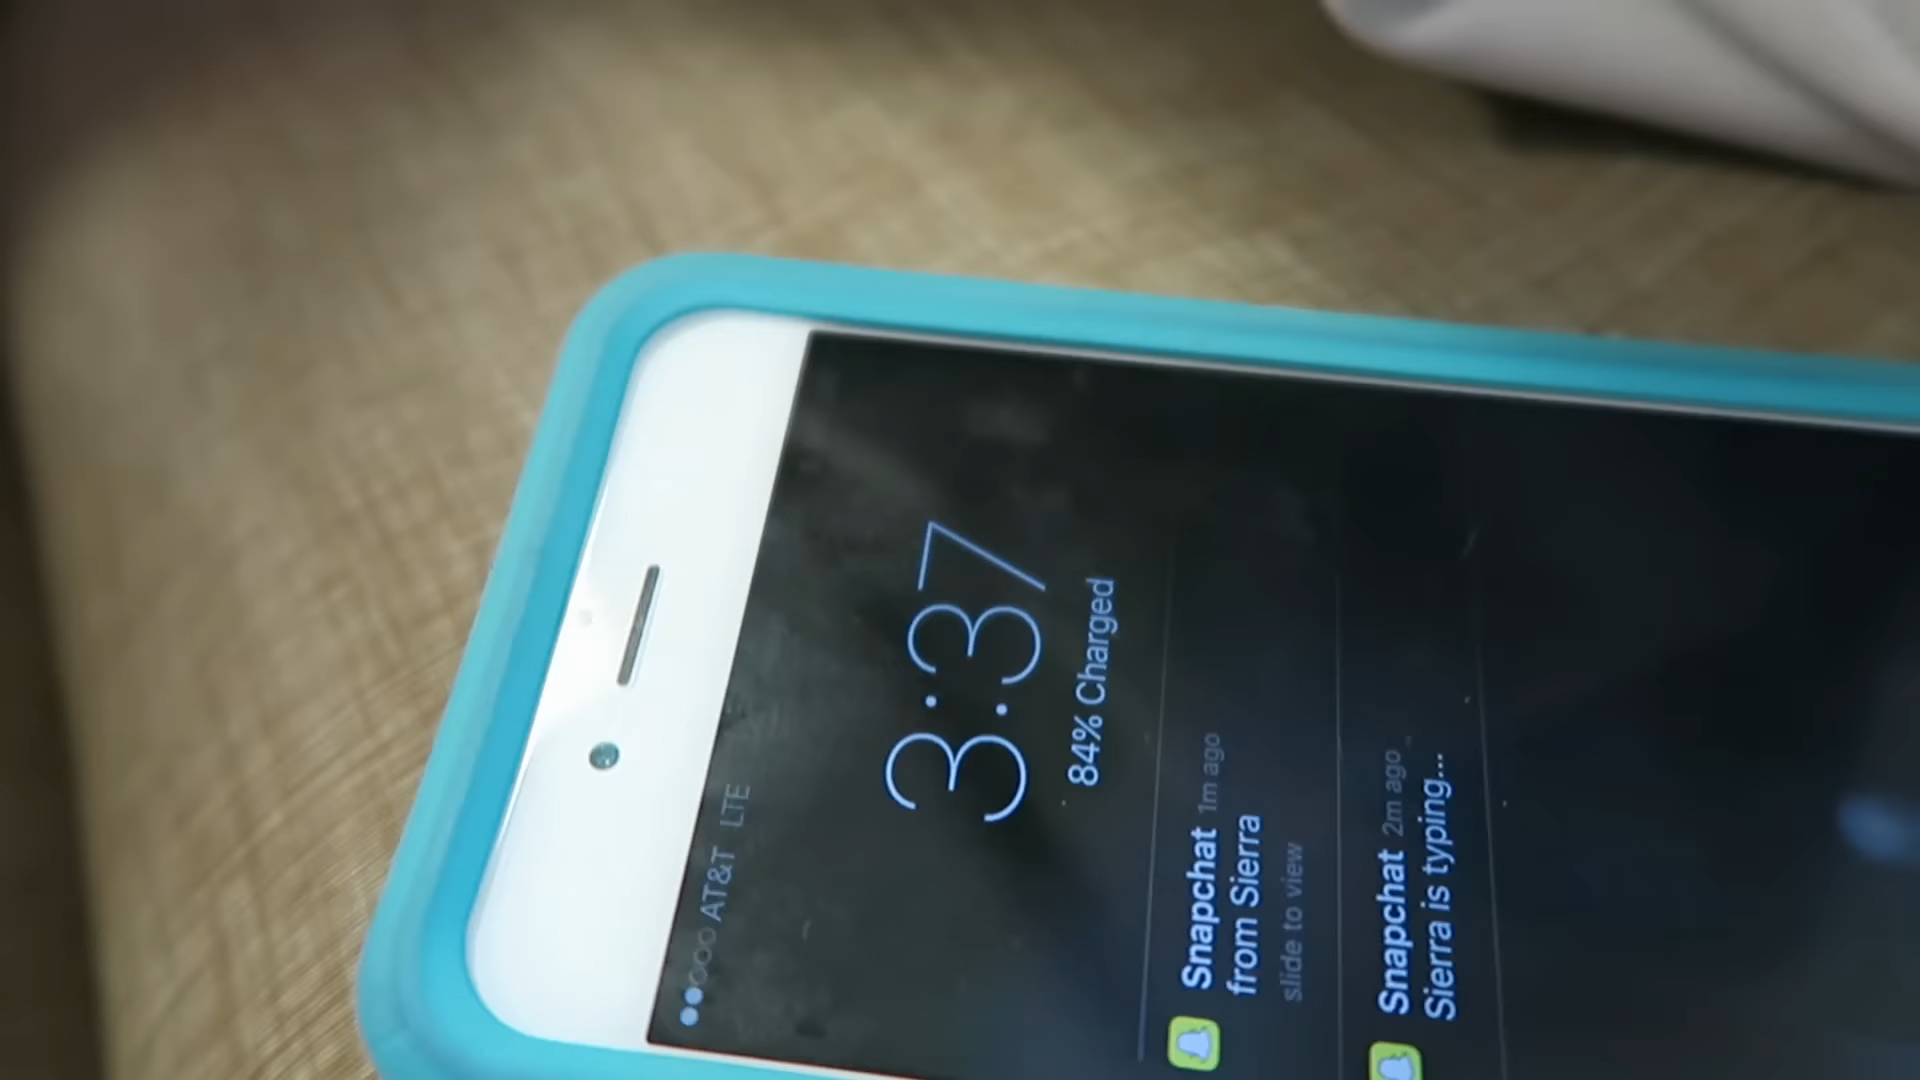 AT&T LTE
3:37
84% Charged
Snapchat 1m ago
from Sierra
slide to view
Snapchat 2m ago
Sierra is typing...